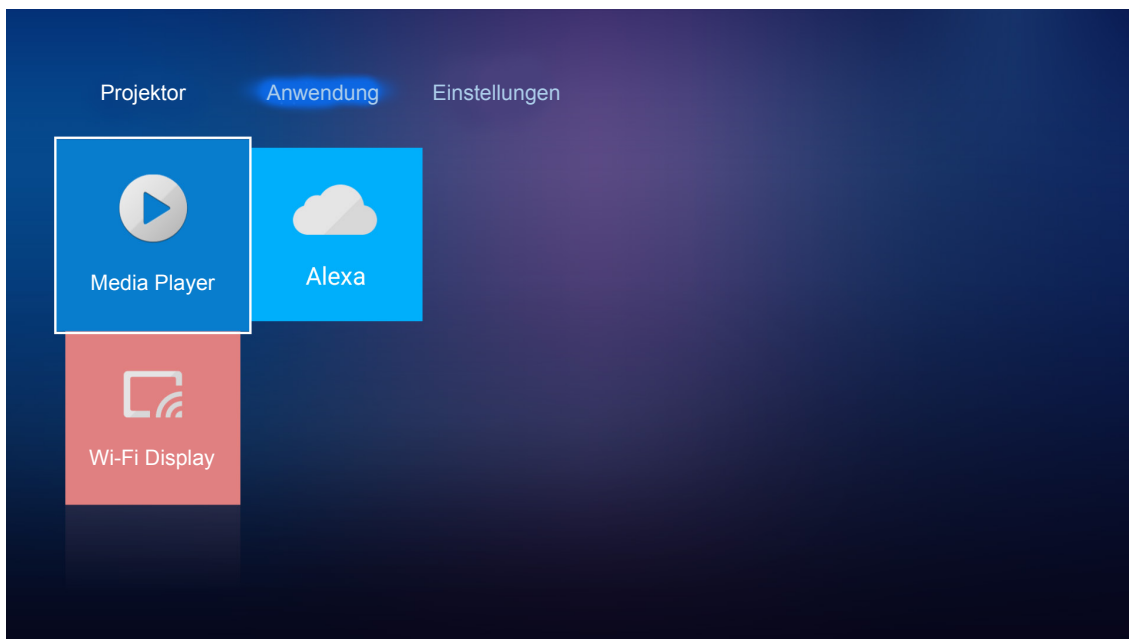 Projektor Anwendung Einstellungen
Media Player
Alexa
Wi-Fi Display